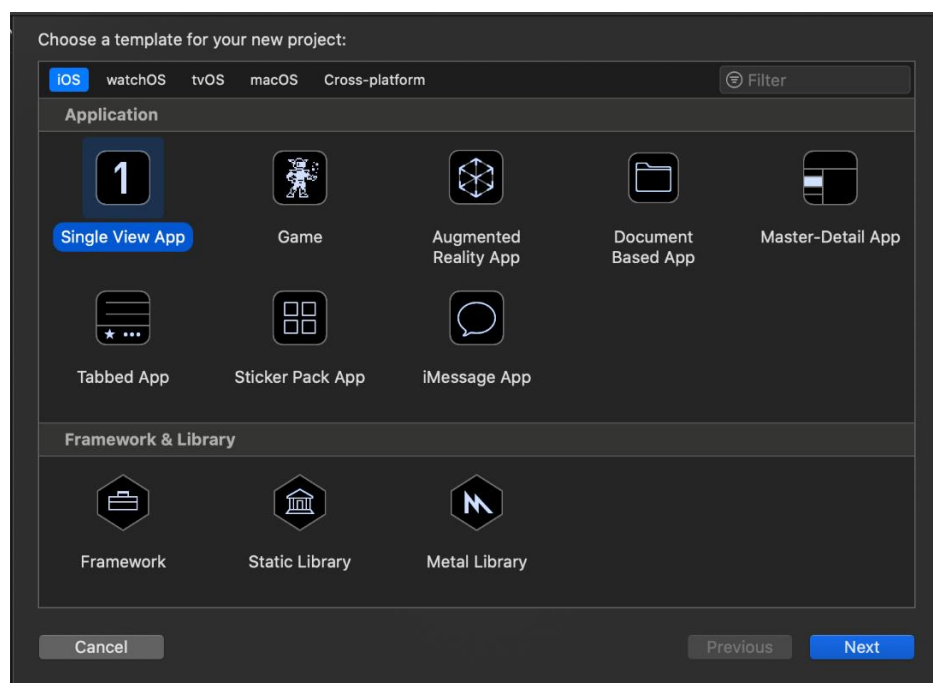 Choose a template for your new project:
iOS watchOS tvOS macOS Cross-platform Filter
Application
1
Single View App Game Augmented Reality App Document Based App Master-Detail App
Tabbed App Sticker Pack App iMessage App
Framework & Library
Framework Static Library Metal Library
Cancel Previous Next